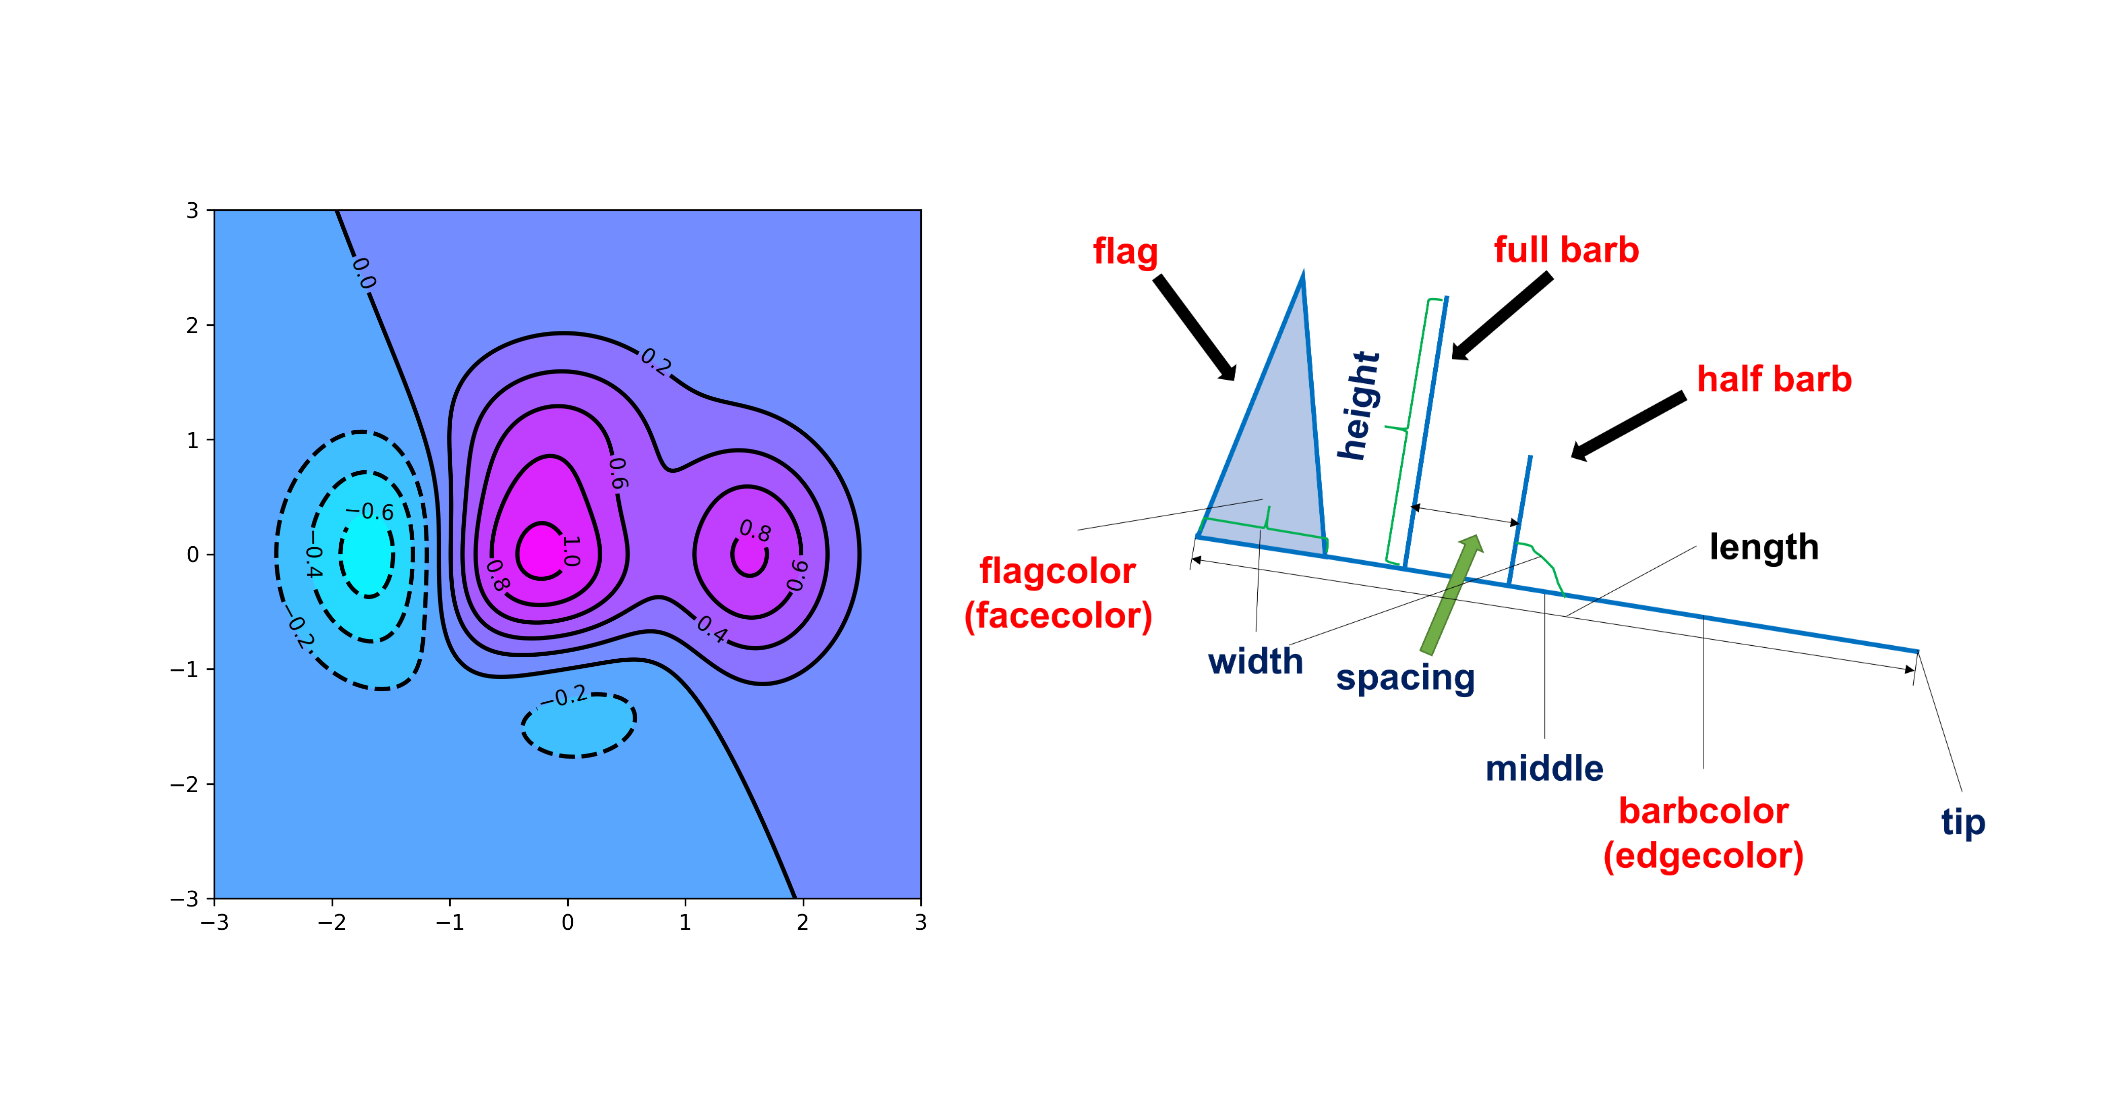 3
2
1
0
−1
−2
−3
−3
−2
−1
0
1
2
3
0.0
0.2
0.6
−0.6
0.8
−0.4
1.0
0.8
0.6
−0.2
0.4
−0.2
flag
full barb
height
half barb
length
flagcolor
(facecolor)
width
spacing
middle
barbcolor
(edgecolor)
tip